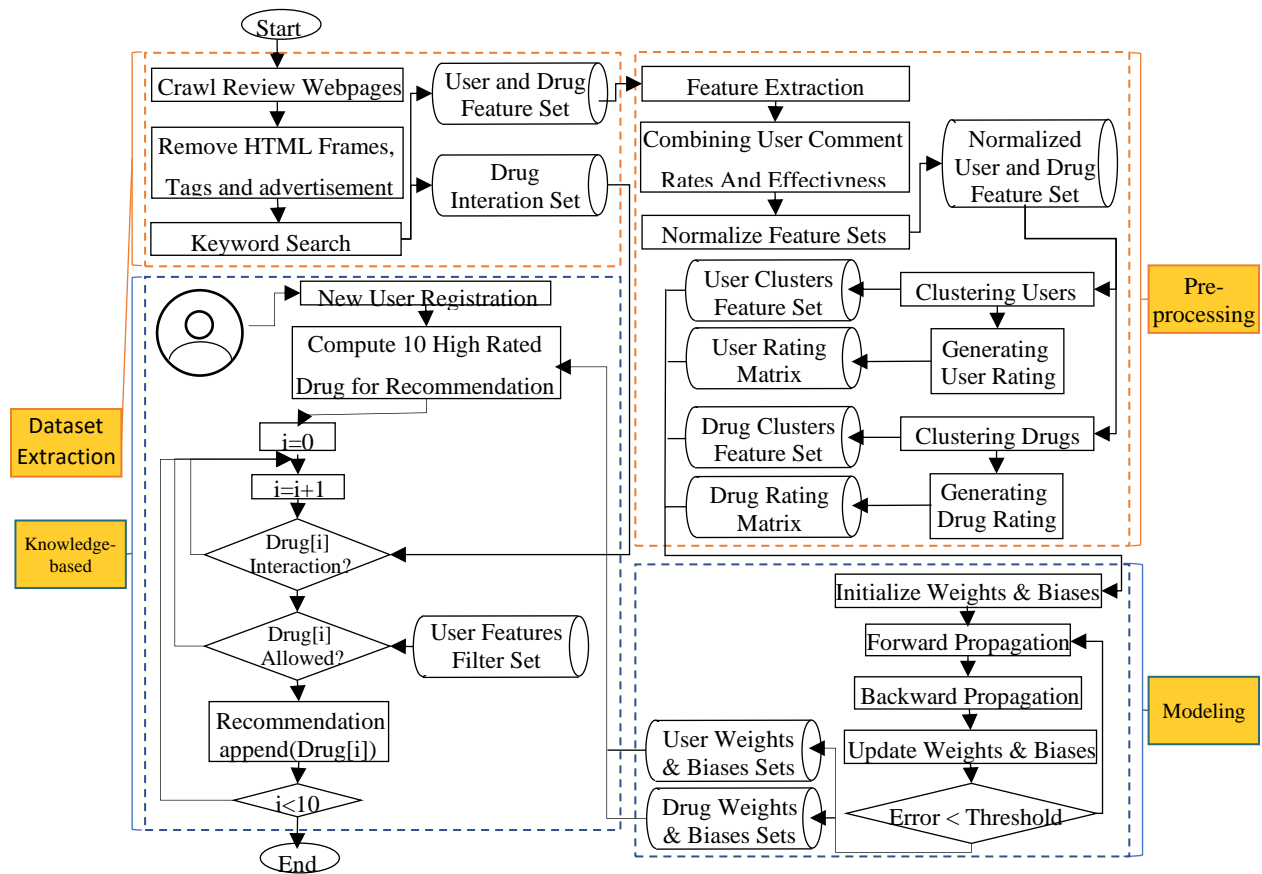 Start
Crawl Review Webpages
Remove HTML Frames,
Tags and advertisement
Keyword Search
User and Drug
Feature Set
Drug
Interation Set
Feature Extraction
Combining User Comment
Rates And Effectivness
Normalize Feature Sets
Normalized
User and Drug
Feature Set
User Clusters
Feature Set
Clustering Users
User Rating
Matrix
Generating
User Rating
Drug Clusters
Feature Set
Clustering Drugs
Drug Rating
Matrix
Generating
Drug Rating
Pre-
processing
New User Registration
Compute 10 High Rated
Drug for Recommendation
i=0
i=i+1
Drug[i]
Interaction?
Drug[i]
Allowed?
User Features
Filter Set
Recommendation
append(Drug[i])
i<10
End
Dataset
Extraction
Knowledge-
based
Initialize Weights & Biases
Forward Propagation
Backward Propagation
Update Weights & Biases
Error < Threshold
User Weights
& Biases Sets
Drug Weights
& Biases Sets
Modeling